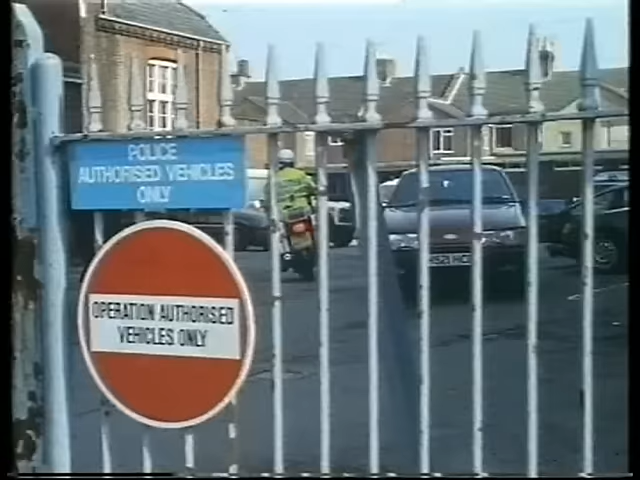 POLICE
AUTHORISED VEHICLES
ONLY
OPERATION AUTHORISED
VEHICLES ONLY